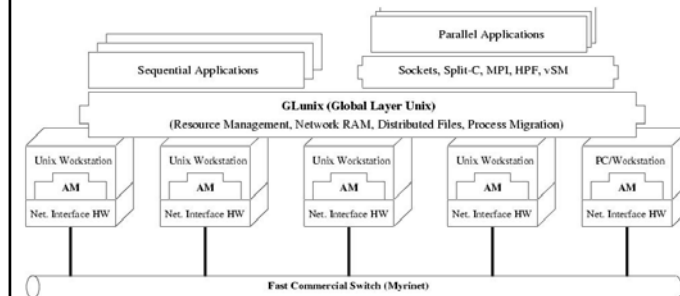 Parallel Applications
Sequential Applications
Sockets, Split-C, MPI, HPF, vSM
GLunix (Global Layer Unix)
(Resource Management, Network RAM, Distributed Files, Process Migration)
Unix Workstation
AM
Net. Interface HW
Unix Workstation
AM
Net. Interface HW
Unix Workstation
AM
Net. Interface HW
Unix Workstation
AM
Net. Interface HW
PC/Workstation
AM
Net. Interface HW
Fast Commercial Switch (Myrinet)